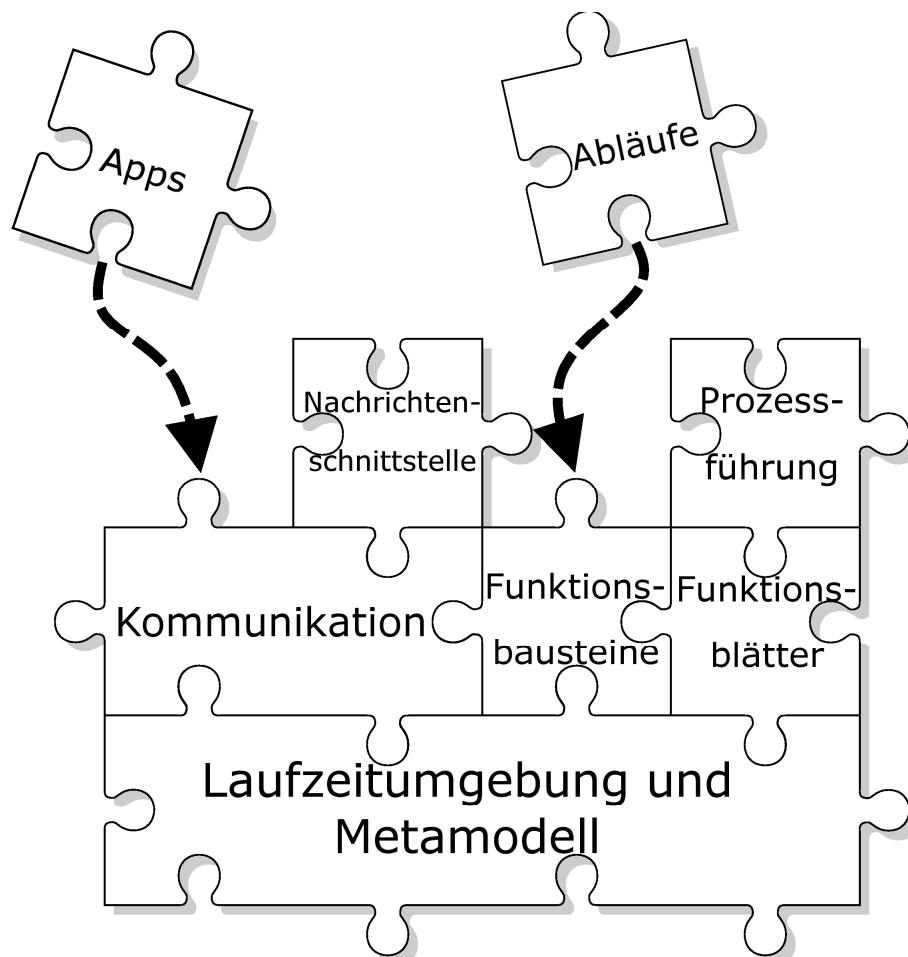 Apps
Abläufe
Nachrichten-
schnittstelle
Prozess-
führung
Kommunikation
Funktions-
bausteine
Funktions-
blätter
Laufzeitumgebung und
Metamodell